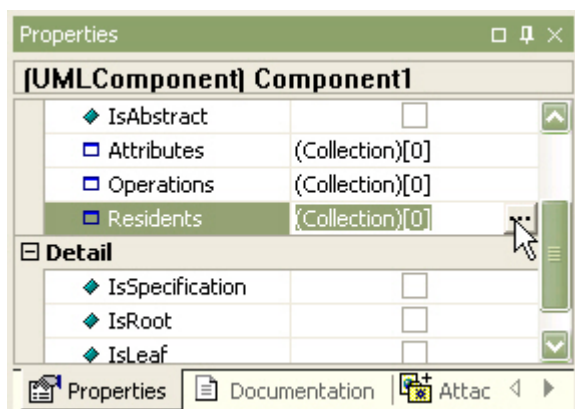 Properties
(UMLComponent) Component1
IsAbstract
Attributes (Collection)[0]
Operations (Collection)[0]
Residents (Collection)[0] ...
Detail
IsSpecification
IsRoot
IsLeaf
Properties Documentation Attac